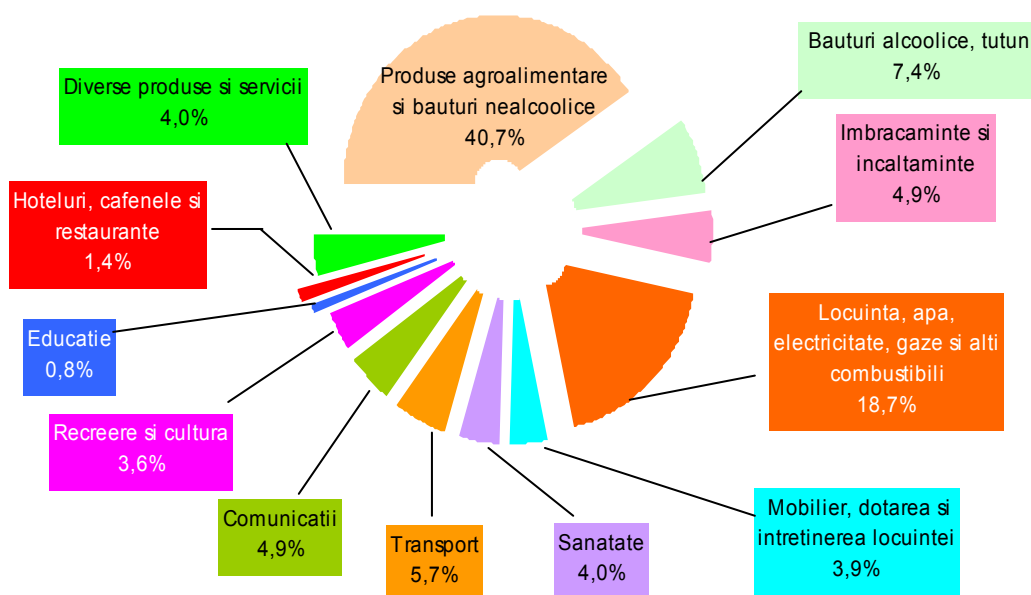 Produse agroalimentare
si bauturi nealcoolice
40,7%
Bauturi alcoolice, tutun
7,4%
Imbracaminte si
incaltaminte
4,9%
Locuinta, apa,
electricitate, gaze si alti
combustibili
18,7%
Mobilier, dotarea si
intretinerea locuintei
3,9%
Sanatate
4,0%
Transport
5,7%
Comunicatii
4,9%
Recreere si cultura
3,6%
Educatie
0,8%
Hoteluri, cafenele si
restaurante
1,4%
Diverse produse si servicii
4,0%